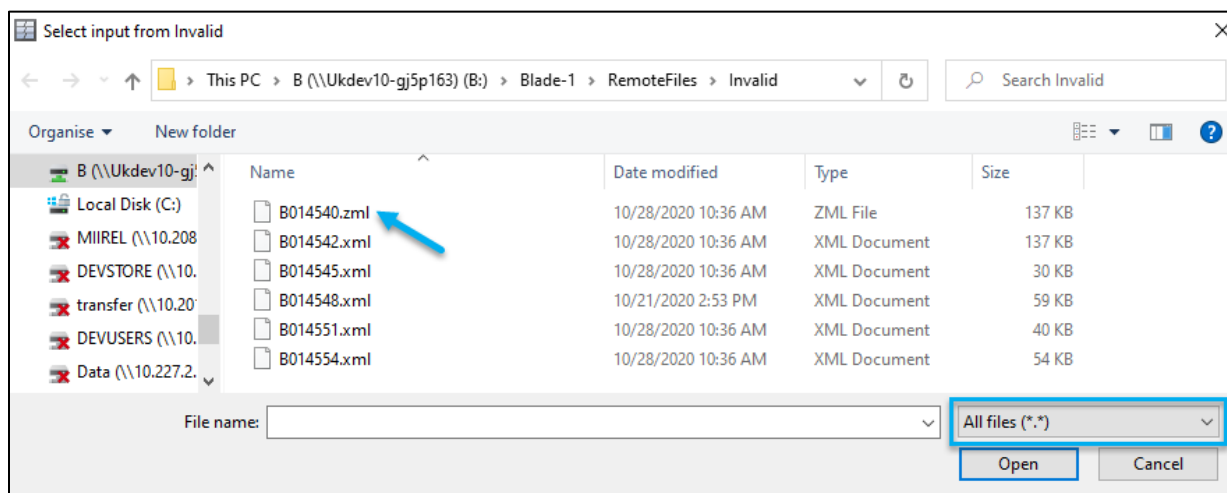 Select input from Invalid
This PC > B (\\Ukdev10-gj5p163) (B:) > Blade-1 > RemoteFiles > Invalid Search Invalid
Organise New folder
B (\\Ukdev10-gj5 Name Date modified Type Size
Local Disk (C:) B014540.zml 10/28/2020 10:36 AM ZML File 137 KB
MIIREL (\\10.208 B014542.xml 10/28/2020 10:36 AM XML Document 137 KB
DEVSTORE (\\10. B014545.xml 10/28/2020 10:36 AM XML Document 30 KB
transfer (\\10.20 B014548.xml 10/21/2020 2:53 PM XML Document 59 KB
DEVUSERS (\\10. B014551.xml 10/28/2020 10:36 AM XML Document 40 KB
Data (\\10.227.2. B014554.xml 10/28/2020 10:36 AM XML Document 54 KB
File name: All files (*.*)
Open Cancel